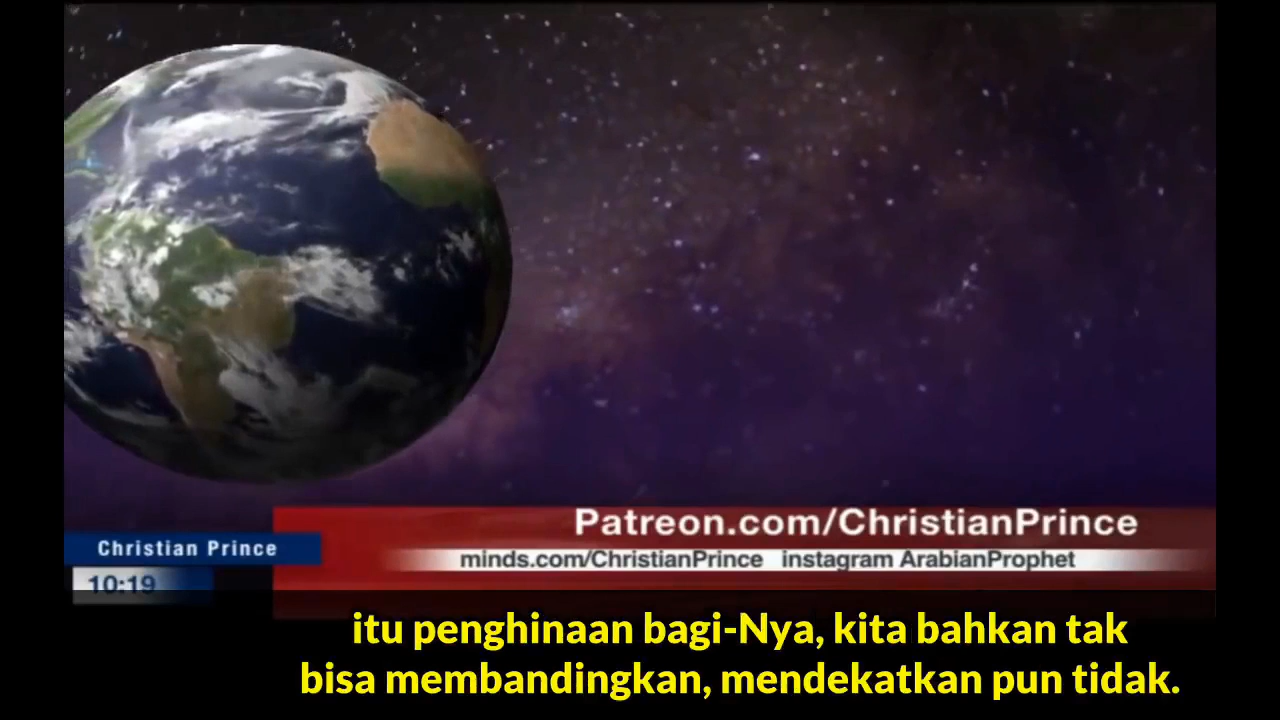 Patreon.com/ChristianPrince
Christian Prince
minds.com/ChristianPrince instagram ArabianProphet
10:19
itu penghinaan bagi-Nya, kita bahkan tak
bisa membandingkan, mendekatkan pun tidak.